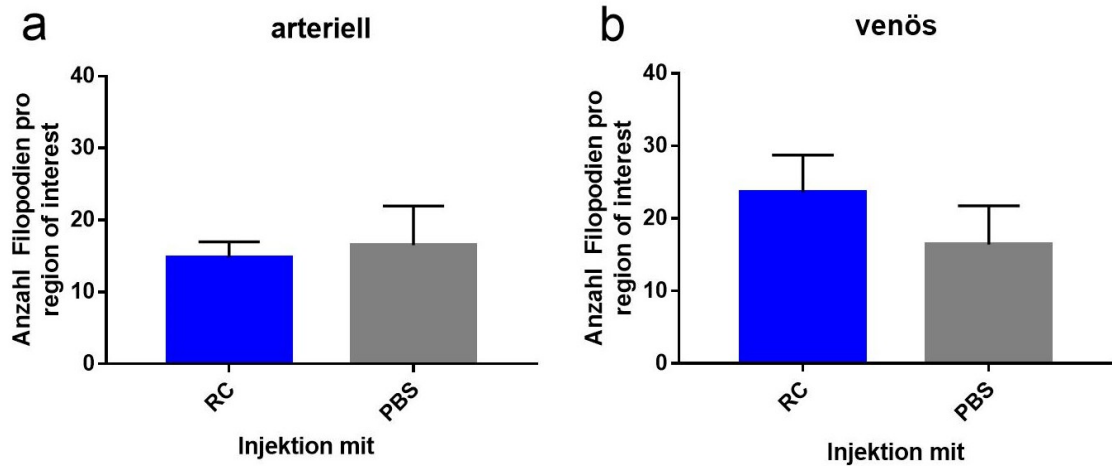 a
arteriell
Anzahl Filopodien pro
region of interest
40
30
20
10
0
RC
PBS
Injektion mit
b
venös
Anzahl Filopodien pro
region of interest
40
30
20
10
0
RC
PBS
Injektion mit